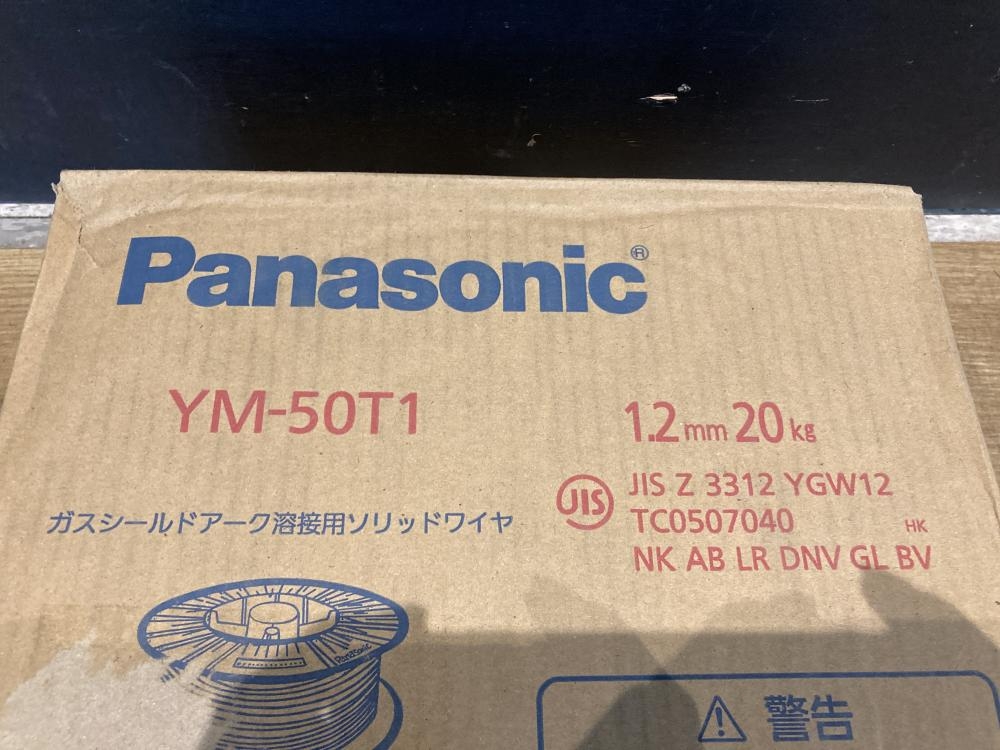 Panasonic®
YM-50T1
1.2mm 20kg
JIS JIS Z 3312 YGW12
TC0507040 HK
NK AB LR DNV GL BV
ガスシールドアーク溶接用ソリッドワイヤ
Panasonic
警告